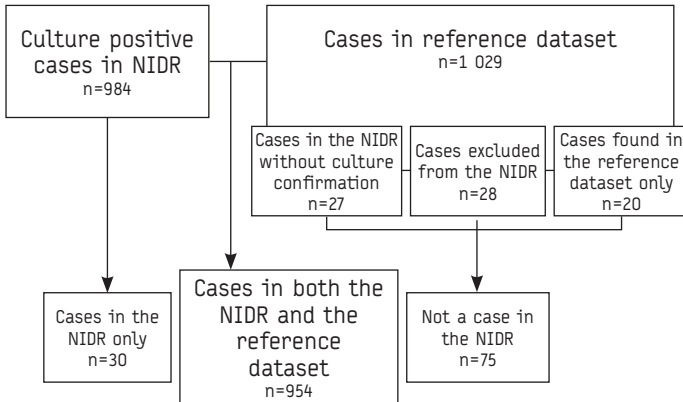 Culture positive
cases in NIDR
n=984
Cases in reference dataset
n=1 029
Cases in the NIDR
without culture
confirmation
n=27
Cases excluded
from the NIDR
n=28
Cases found in
the reference
dataset only
n=20
Cases in the
NIDR only
n=30
Cases in both the
NIDR and the
reference
dataset
n=954
Not a case in
the NIDR
n=75